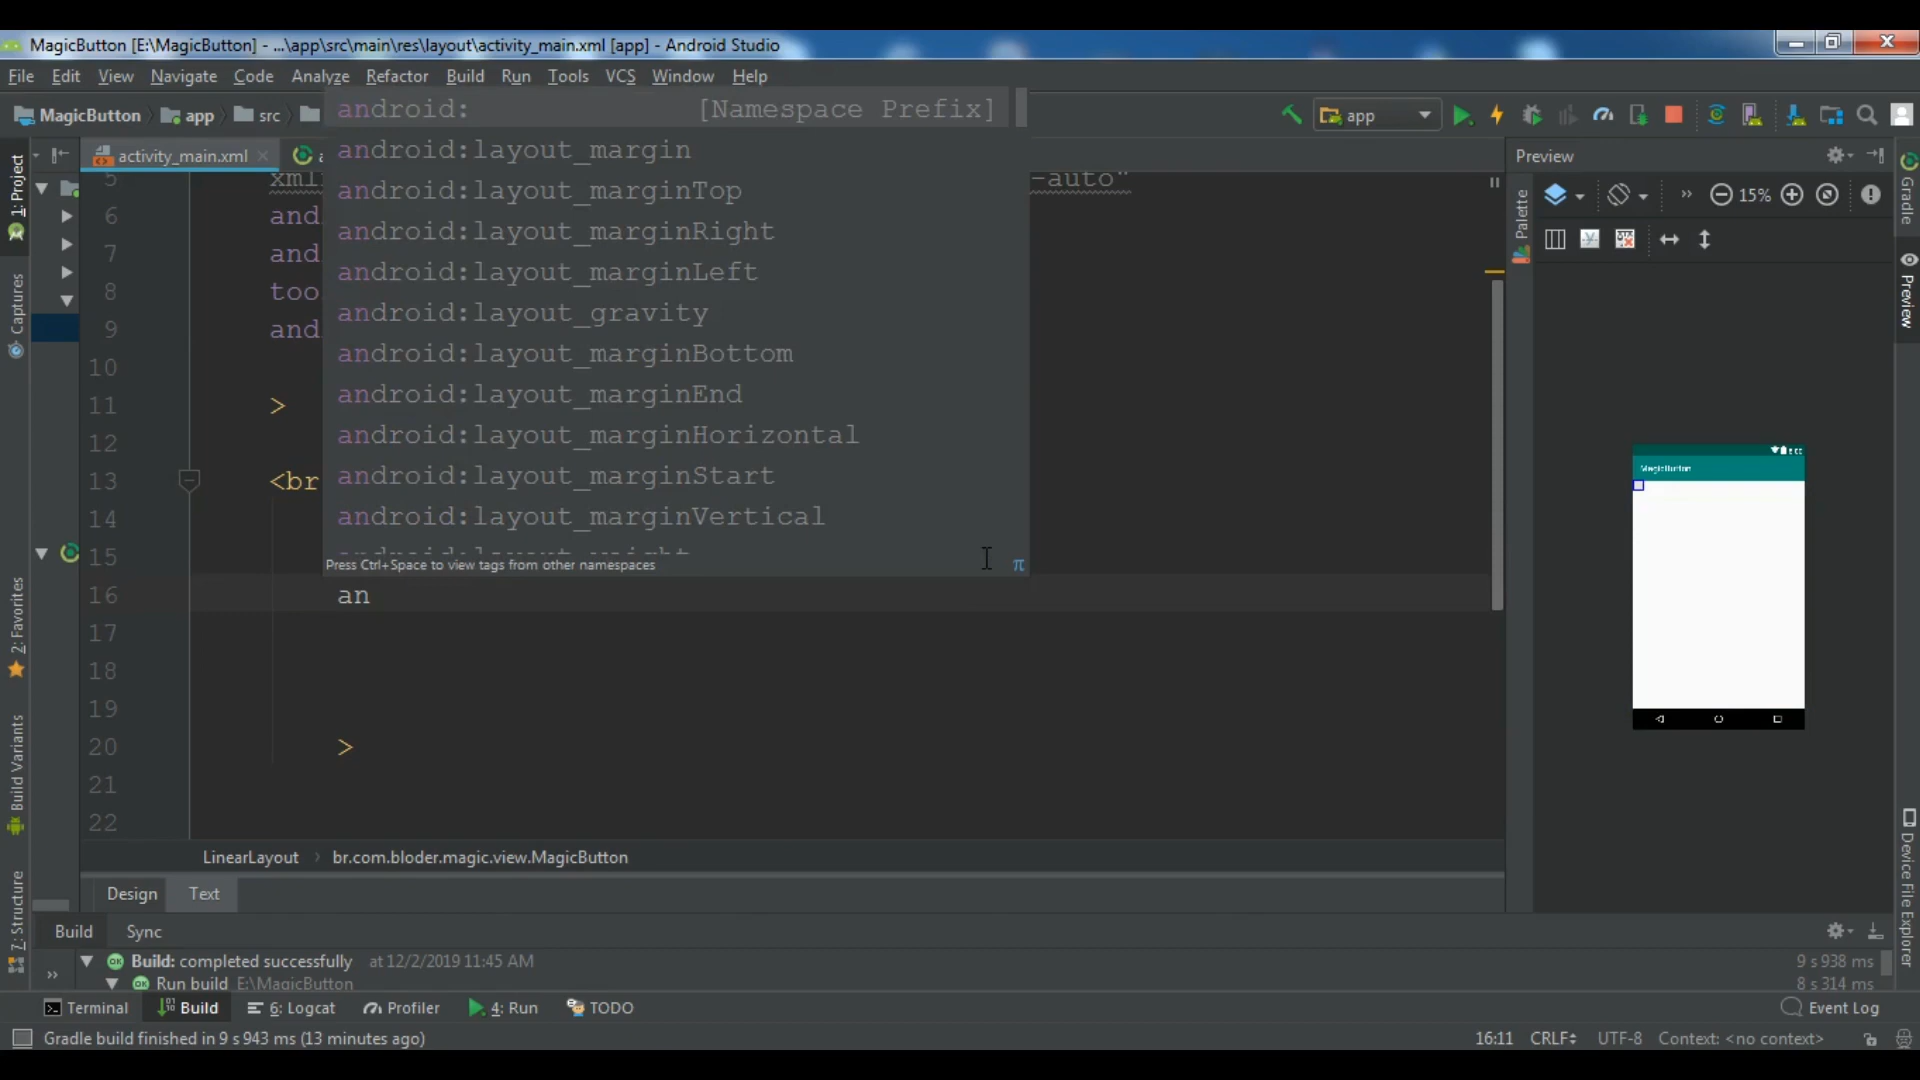 MagicButton [E:\MagicButton] - ...\app\src\main\res\layout\activity_main.xml [app] - Android Studio
File Edit View Navigate Code Analyze Refactor Build Run Tools VCS Window Help
MagicButton app src
app
activity_main.xml
Preview
android: [Namespace Prefix]
android:layout_margin
android:layout_marginTop
android:layout_marginRight
android:layout_marginLeft
android:layout_gravity
android:layout_marginBottom
android:layout_marginEnd
android:layout_marginHorizontal
android:layout_marginStart
android:layout_marginVertical
Press Ctrl+Space to view tags from other namespaces
π
5 xml -auto"
6 and
7 and
8 too
9 and
10
11 >
12
13 <br
14
15
16 an
17
18
19
20 >
21
22
1: Project
Captures
2: Favorites
Build Variants
7: Structure
Palette
15%
MagicButton
Gradle
Preview
Device File Explorer
LinearLayout br.com.bloder.magic.view.MagicButton
Design Text
Build Sync
Build: completed successfully at 12/2/2019 11:45 AM 9 s 938 ms
Run build E:\MagicButton 8 s 314 ms
Terminal Build 6: Logcat Profiler 4: Run TODO Event Log
Gradle build finished in 9 s 943 ms (13 minutes ago) 16:11 CRLF UTF-8 Context: <no context>